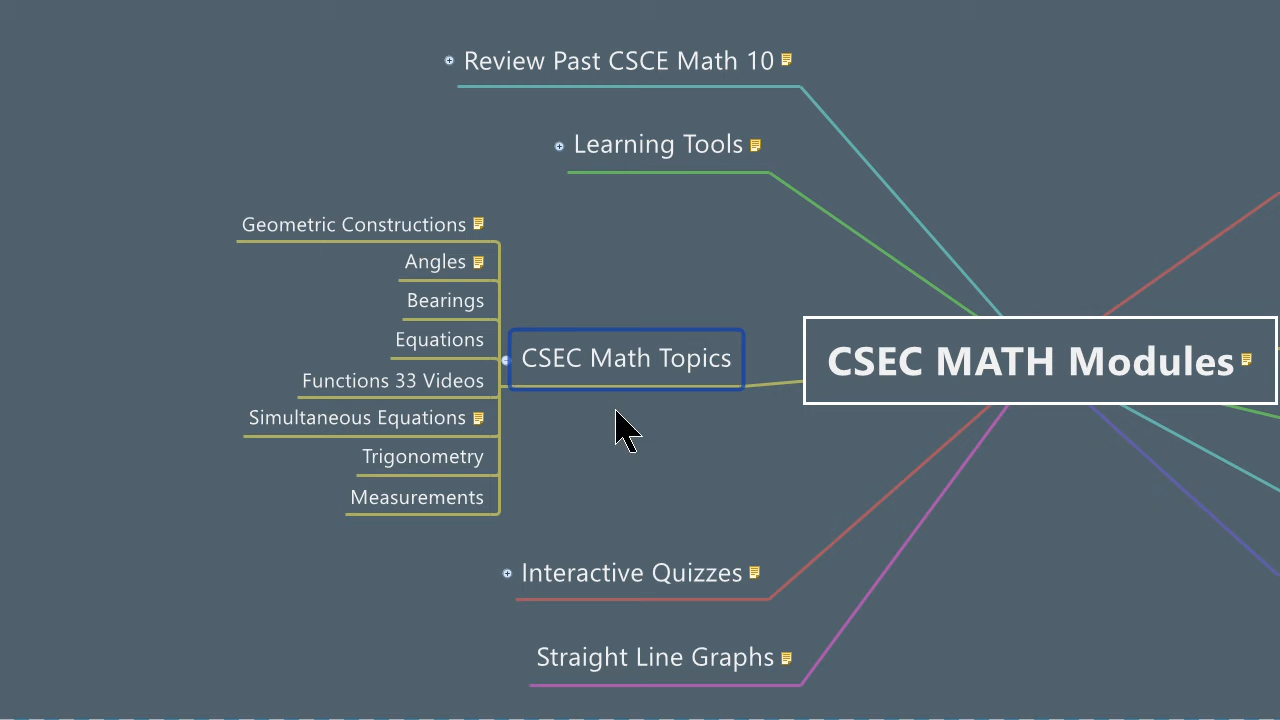 Review Past CSCE Math 10
Learning Tools
Geometric Constructions
Angles
Bearings
Equations
Functions 33 Videos
Simultaneous Equations
Trigonometry
Measurements
CSEC Math Topics
CSEC MATH Modules
Interactive Quizzes
Straight Line Graphs